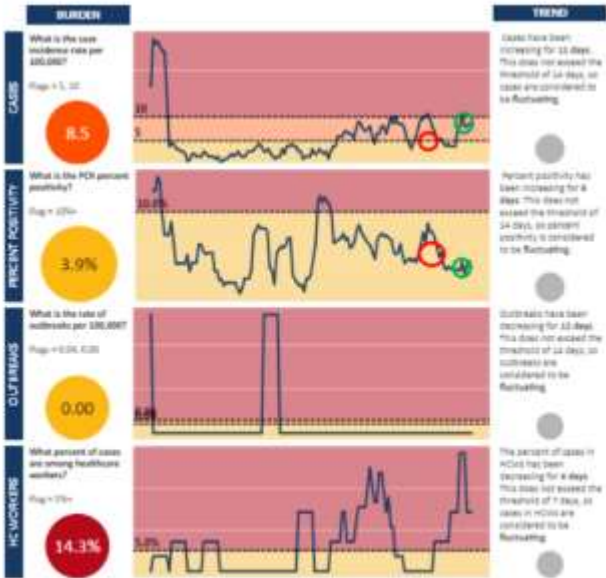 BURDEN
TREND
CASES
What is the case
incidence rate per
100,000?
Flags = 5, 10
8.5
10
5
Cases have been
increasing for 11 days.
This does not exceed the
threshold of 14 days, so
cases are considered to
be fluctuating.
PERCENT POSITIVITY
What is the PCR percent
positivity?
Flag = 10%+
3.9%
10.0%
Percent positivity has
been increasing for 6
days. This does not
exceed the threshold of
14 days, so percent
positivity is considered
to be fluctuating.
OUTBREAKS
What is the rate of
outbreaks per 100,000?
0.00
Outbreaks have been
decreasing for
This does not exceed the
threshold of 14 days, so
outbreaks are
considered to be
fluctuating.
HC WORKERS
What percent of cases
are among healthcare
workers?
Flag = 5%+
14.3%
5.0%
The percent of cases in
HCWs has been
decreasing for 6 days.
This does not exceed the
threshold of 7 days, so
cases in HCWs are
considered to be
fluctuating.